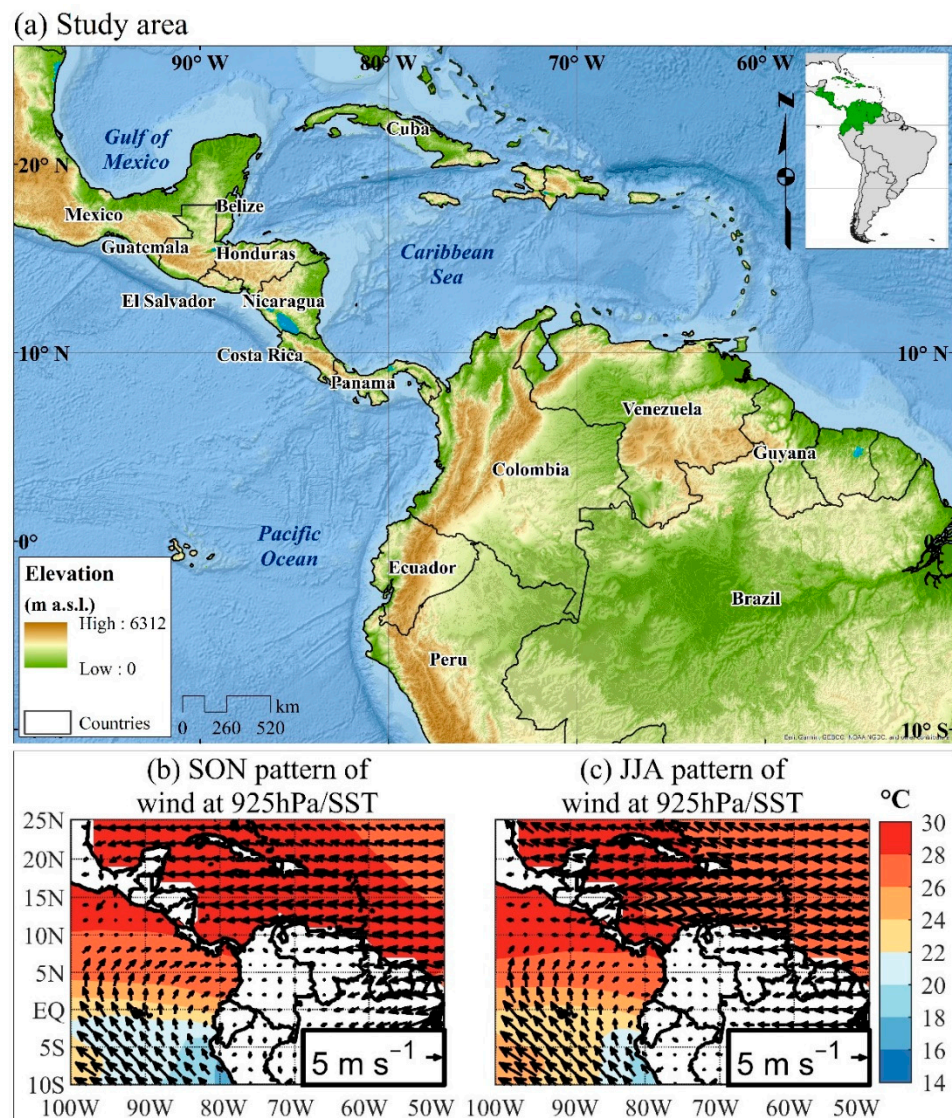 (a) Study area
90° W
80° W
70° W
60° W
Gulf of
Mexico
Cuba
20° N
Belize
Mexico
Guatemala
Honduras
Caribbean
Sea
El Salvador
Nicaragua
Costa Rica
10° N
10° N
Panama
Venezuela
Guyana
Colombia
Pacific
Ocean
0°
0°
Ecuador
Brazil
Peru
Elevation
(m a.s.l.)
High : 6312
Low : 0
Countries
km
0 260 520
10° S
(b) SON pattern of
wind at 925hPa/SST
(c) JJA pattern of
wind at 925hPa/SST
°C
25N
20N
15N
10N
5N
EQ
5S
10S
100W 90W 80W 70W 60W 50W
5 m s⁻¹
100W 90W 80W 70W 60W 50W
5 m s⁻¹
30
28
26
24
22
20
18
16
14